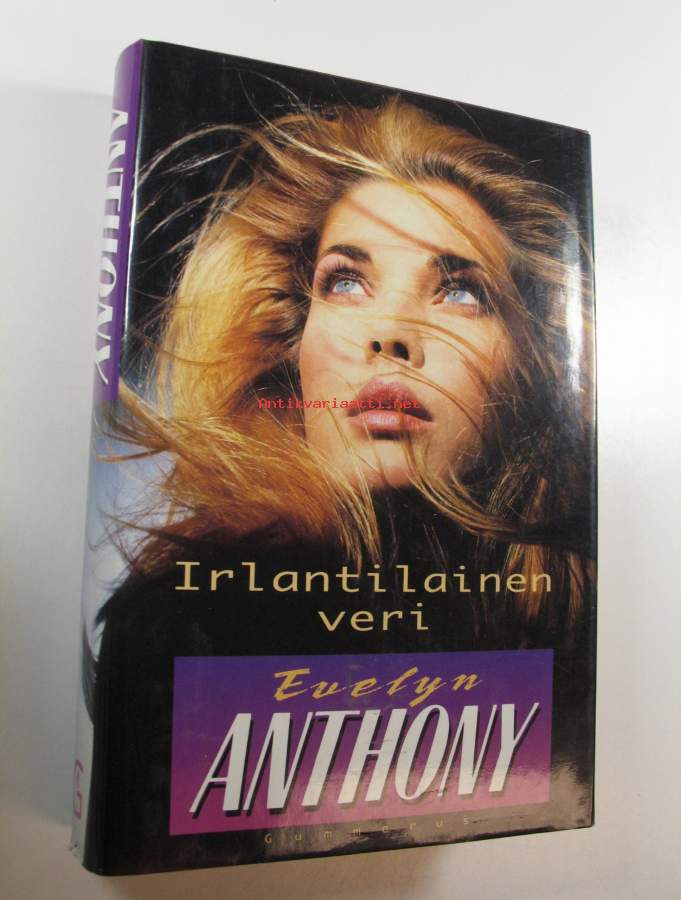 ANTHONY
Antikvariaatti.net
Irlantilainen
veri
Evelyn
ANTHONY
Gummerus